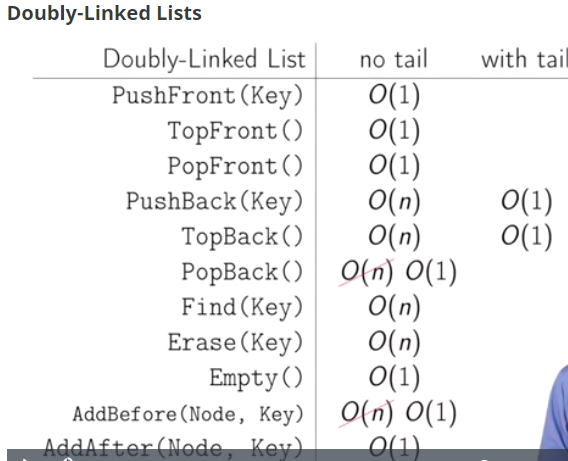 Doubly-Linked Lists
Doubly-Linked List no tail with tail
PushFront(Key) O(1)
TopFront() O(1)
PopFront() O(1)
PushBack(Key) O(n) O(1)
TopBack() O(n) O(1)
PopBack() O(n) O(1)
Find(Key) O(n)
Erase(Key) O(n)
Empty() O(1)
AddBefore(Node, Key) O(n) O(1)
AddAfter(Node, Key) O(1)